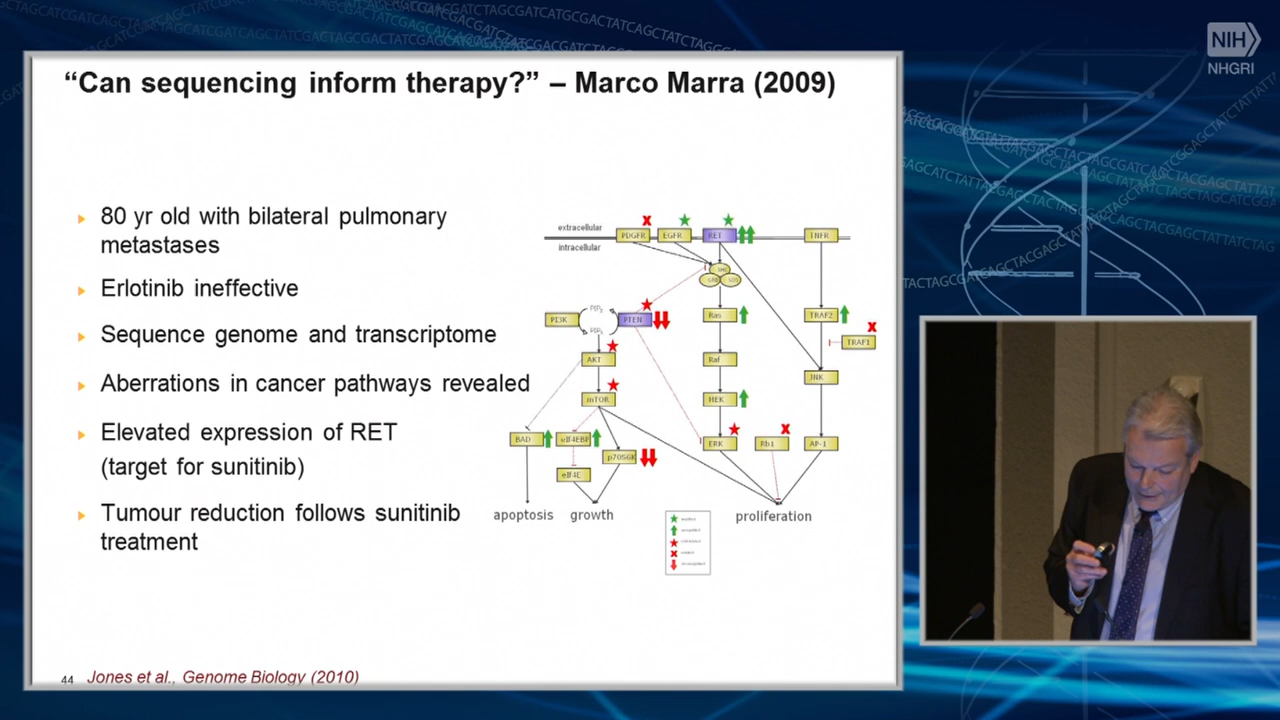 “Can sequencing inform therapy?” – Marco Marra (2009)
80 yr old with bilateral pulmonary
metastases
Erlotinib ineffective
Sequence genome and transcriptome
Aberrations in cancer pathways revealed
Elevated expression of RET
(target for sunitinib)
Tumour reduction follows sunitinib
treatment
44 Jones et al., Genome Biology (2010)
extracellular
intracellular
PDGFR
EGFR
RET
TNFR
PI3K
PTEN
Ras
TRAF2
TRAF1
AKT
Raf
JNK
mTOR
MEK
BAD
eIF4EBP
ERK
Rb1
AP-1
p70S6K
eIF4E
apoptosis
growth
proliferation
NIH
NHGRI